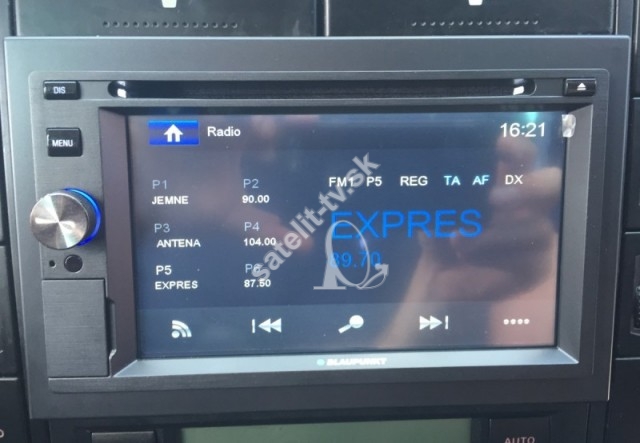 DIS
MENU
Radio
16:21
P1
JEMNE
P2
90.00
P3
ANTENA
P4
104.00
P5
EXPRES
P6
87.50
FM1 P5 REG TA AF DX
EXPRES
89.70
satelit-tv.sk
BLAUPUNKT
AUTO